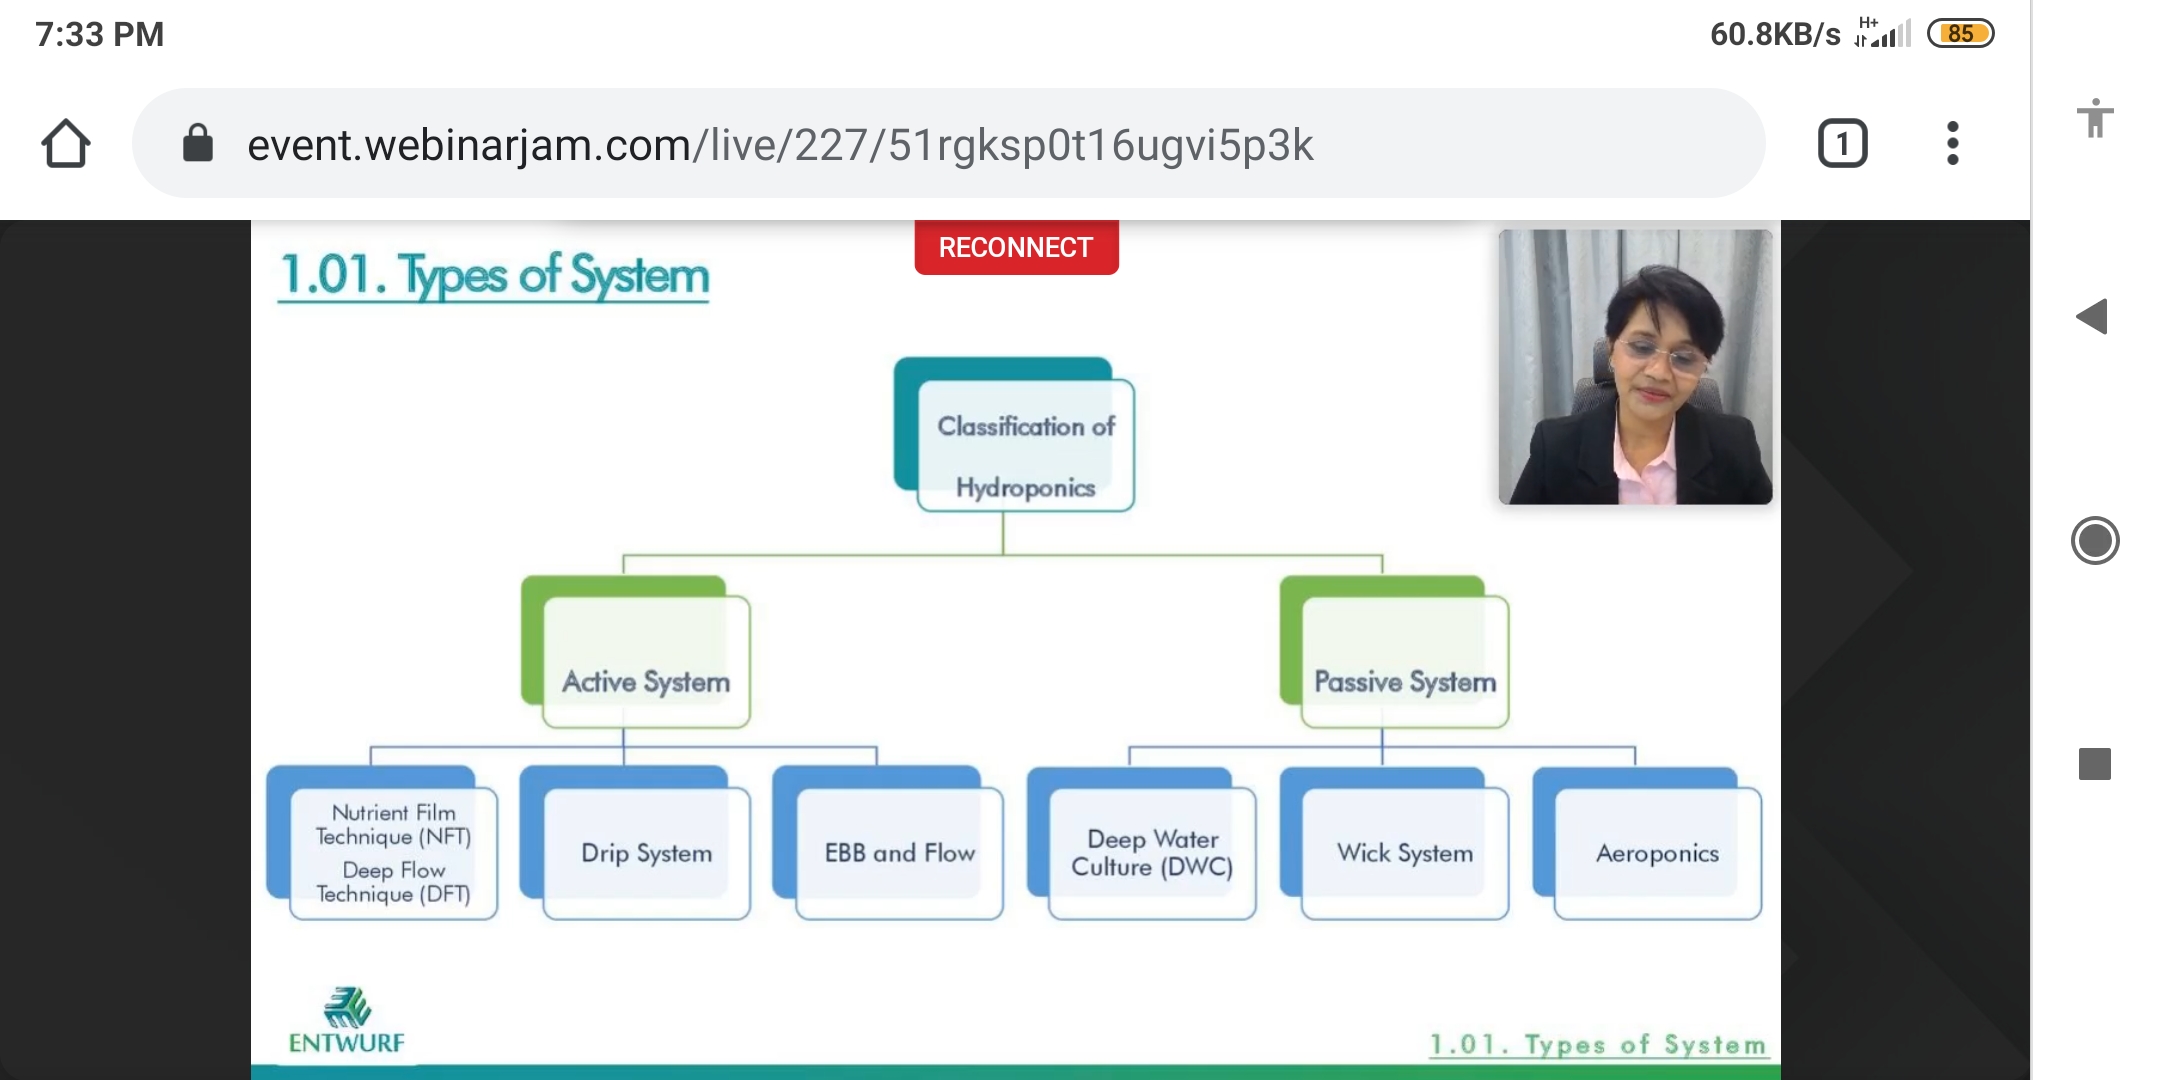 7:33 PM
60.8KB/s
H+
85
event.webinarjam.com/live/227/51rgksp0t16ugvi5p3k
1
RECONNECT
1.01. Types of System
Classification of
Hydroponics
Active System
Passive System
Nutrient Film
Technique (NFT)
Deep Flow
Technique (DFT)
Drip System
EBB and Flow
Deep Water
Culture (DWC)
Wick System
Aeroponics
ENTWURF
1.01. Types of System